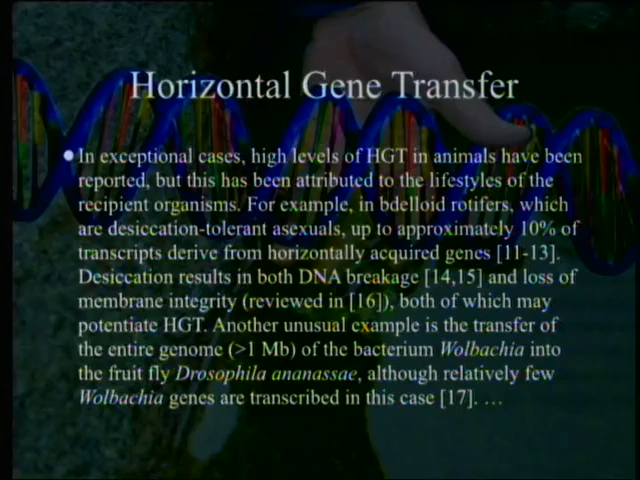 Horizontal Gene Transfer
●In exceptional cases, high levels of HGT in animals have been
reported, but this has been attributed to the lifestyles of the
recipient organisms. For example, in bdelloid rotifers, which
are desiccation-tolerant asexuals, up to approximately 10% of
transcripts derive from horizontally acquired genes [11-13].
Desiccation results in both DNA breakage [14,15] and loss of
membrane integrity (reviewed in [16]), both of which may
potentiate HGT. Another unusual example is the transfer of
the entire genome (>1 Mb) of the bacterium Wolbachia into
the fruit fly Drosophila ananassae, although relatively few
Wolbachia genes are transcribed in this case [17]. …